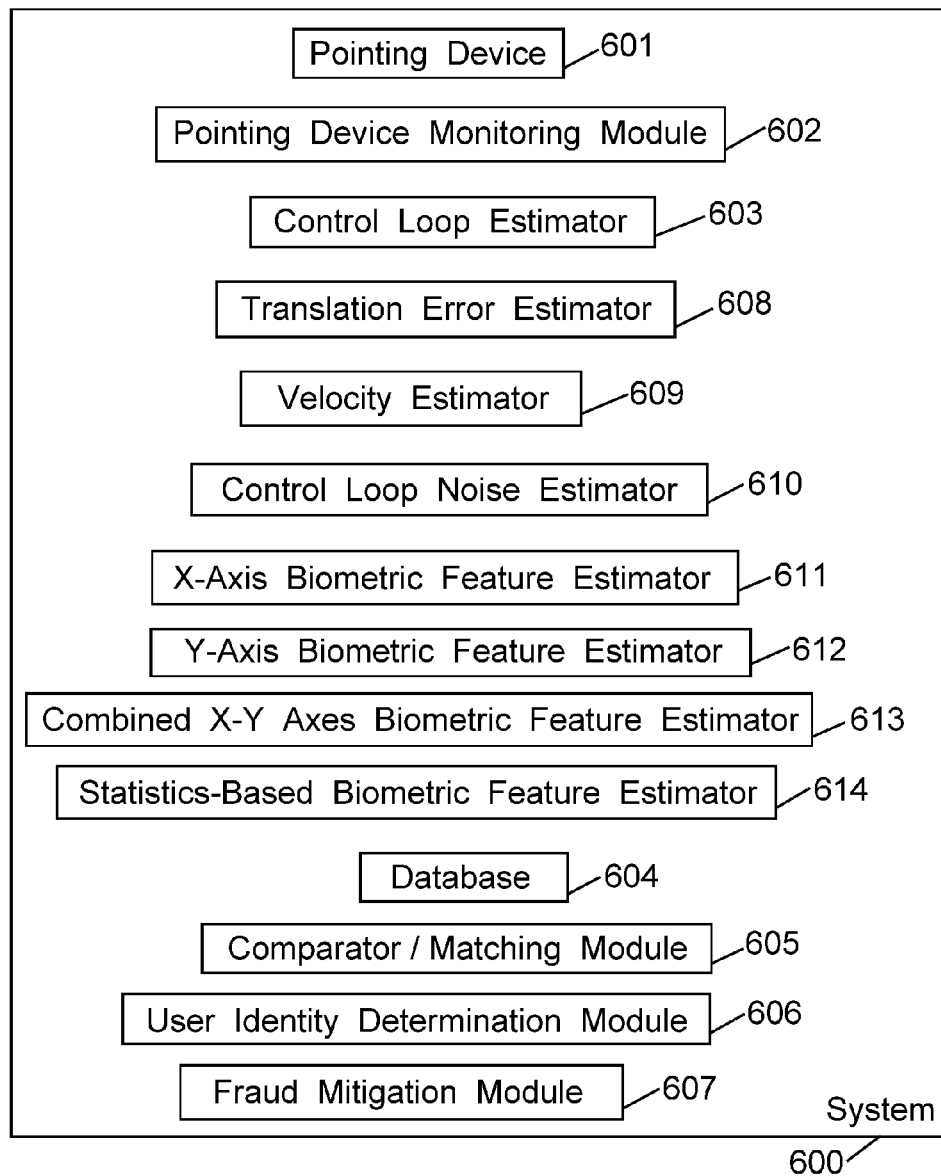 Pointing Device 601
Pointing Device Monitoring Module 602
Control Loop Estimator 603
Translation Error Estimator 608
Velocity Estimator 609
Control Loop Noise Estimator 610
X-Axis Biometric Feature Estimator 611
Y-Axis Biometric Feature Estimator 612
Combined X-Y Axes Biometric Feature Estimator 613
Statistics-Based Biometric Feature Estimator 614
Database 604
Comparator / Matching Module 605
User Identity Determination Module 606
Fraud Mitigation Module 607
System
600